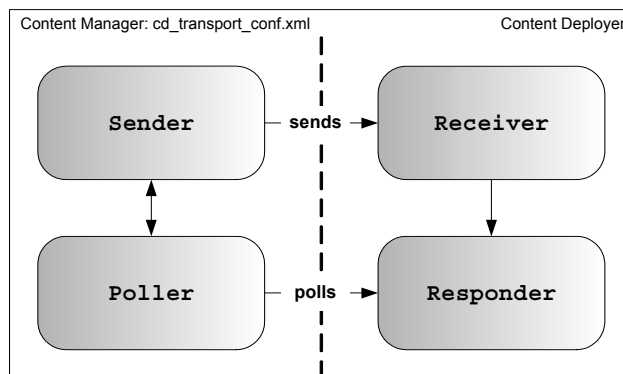 Content Manager: cd_transport_conf.xml
Content Deployer
Sender
sends
Receiver
Poller
polls
Responder